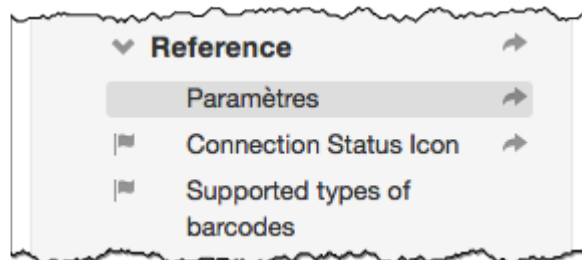 Reference
Paramètres
Connection Status Icon
Supported types of
barcodes